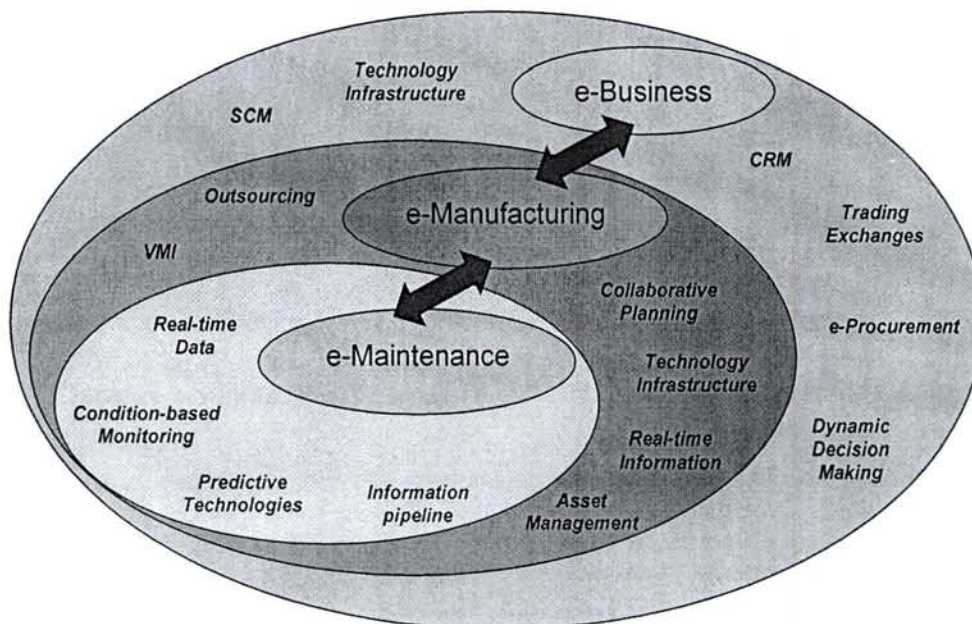 Technology
Infrastructure
e-Business
SCM
CRM
Outsourcing
e-Manufacturing
Trading
Exchanges
VMI
Collaborative
Planning
Real-time
Data
e-Maintenance
e-Procurement
Technology
Infrastructure
Condition-based
Monitoring
Real-time
Information
Dynamic
Decision
Making
Predictive
Technologies
Information
pipeline
Asset
Management